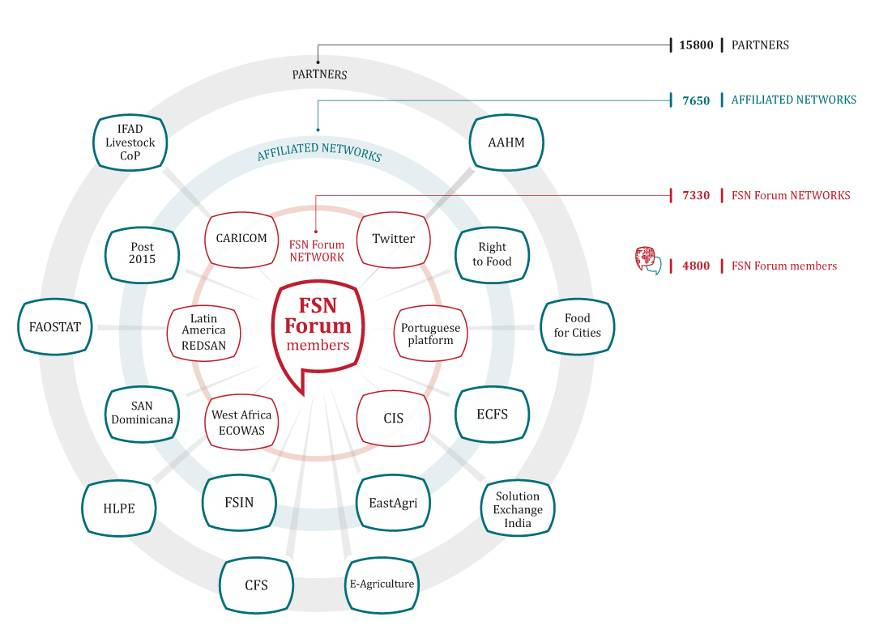 15800 PARTNERS
PARTNERS
7650 AFFILIATED NETWORKS
IFAD
Livestock
CoP
AFFILIATED NETWORKS
AAHM
7330 FSN Forum NETWORKS
CARICOM
FSN Forum
NETWORK
Twitter
Post
2015
Right
to Food
4800 FSN Forum members
FAOSTAT
Latin
America
REDSAN
FSN
Forum
members
Portuguese
platform
Food
for Cities
SAN
Dominicana
West Africa
ECOWAS
CIS
ECFS
HLPE
FSIN
EastAgri
Solution
Exchange
India
CFS
E-Agriculture